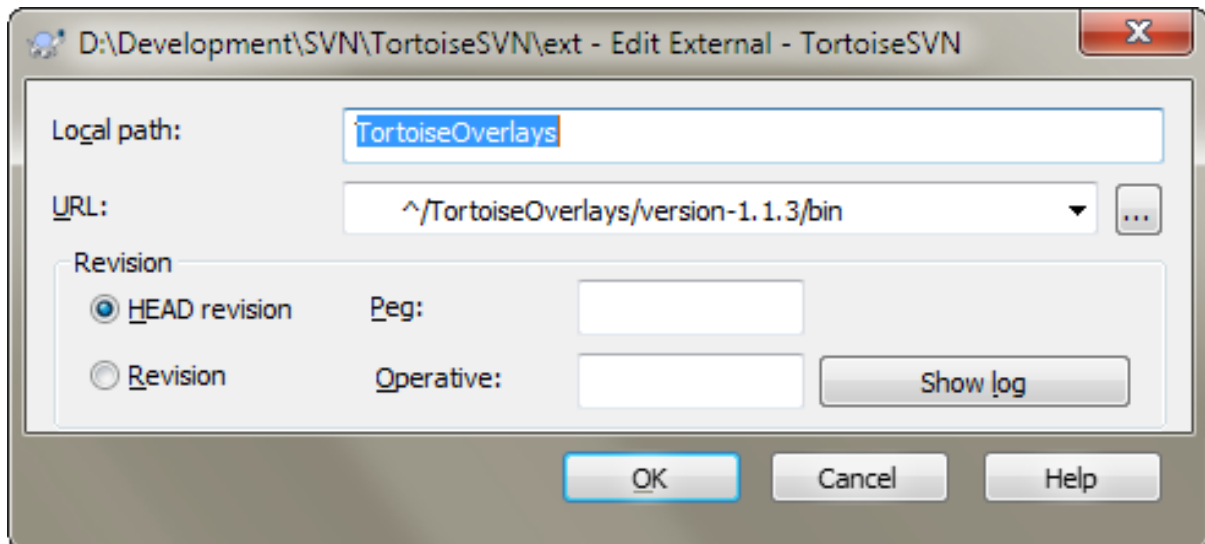 D:\Development\SVN\TortoiseSVN\ext - Edit External - TortoiseSVN
Local path: TortoiseOverlays
URL: ^/TortoiseOverlays/version-1.1.3/bin ...
Revision
HEAD revision Peg:
Revision Operative: Show log
OK Cancel Help